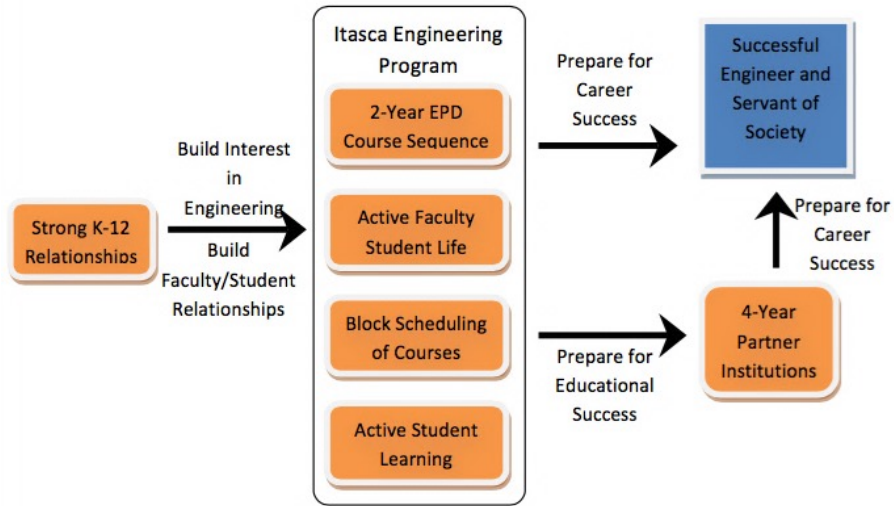 Strong K-12
Relationships
Build Interest
in
Engineering
Build
Faculty/Student
Relationships
Itasca Engineering
Program
2-Year EPD
Course Sequence
Active Faculty
Student Life
Block Scheduling
of Courses
Active Student
Learning
Prepare for
Career
Success
Successful
Engineer and
Servant of
Society
Prepare for
Educational
Success
4-Year
Partner
Institutions
Prepare for
Career
Success